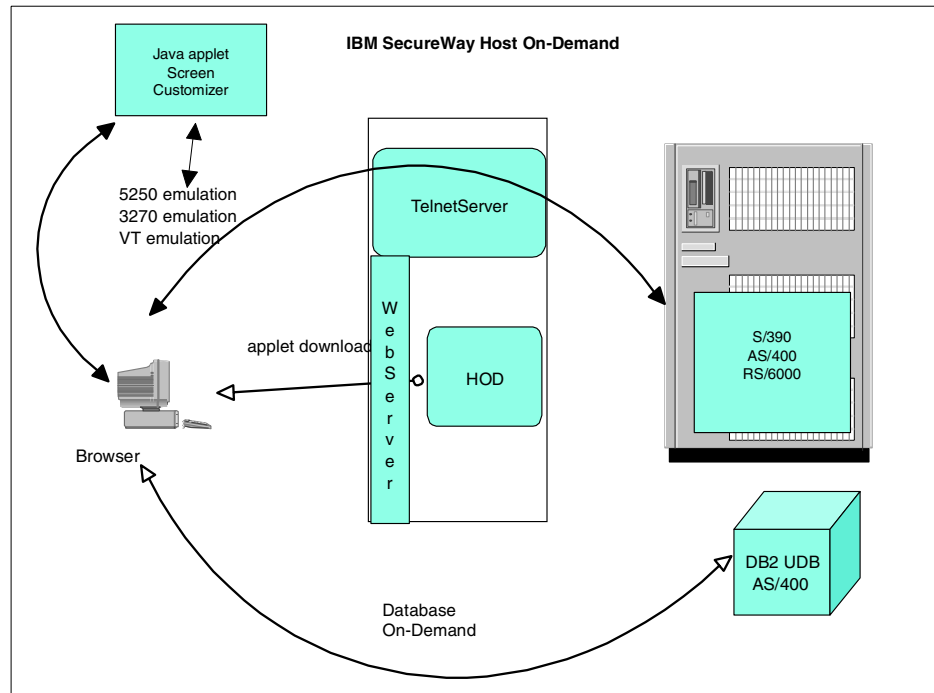 IBM SecureWay Host On-Demand
Java applet
Screen
Customizer
5250 emulation
3270 emulation
VT emulation
TelnetServer
WebServer
applet download
HOD
S/390
AS/400
RS/6000
Browser
DB2 UDB
AS/400
Database
On-Demand